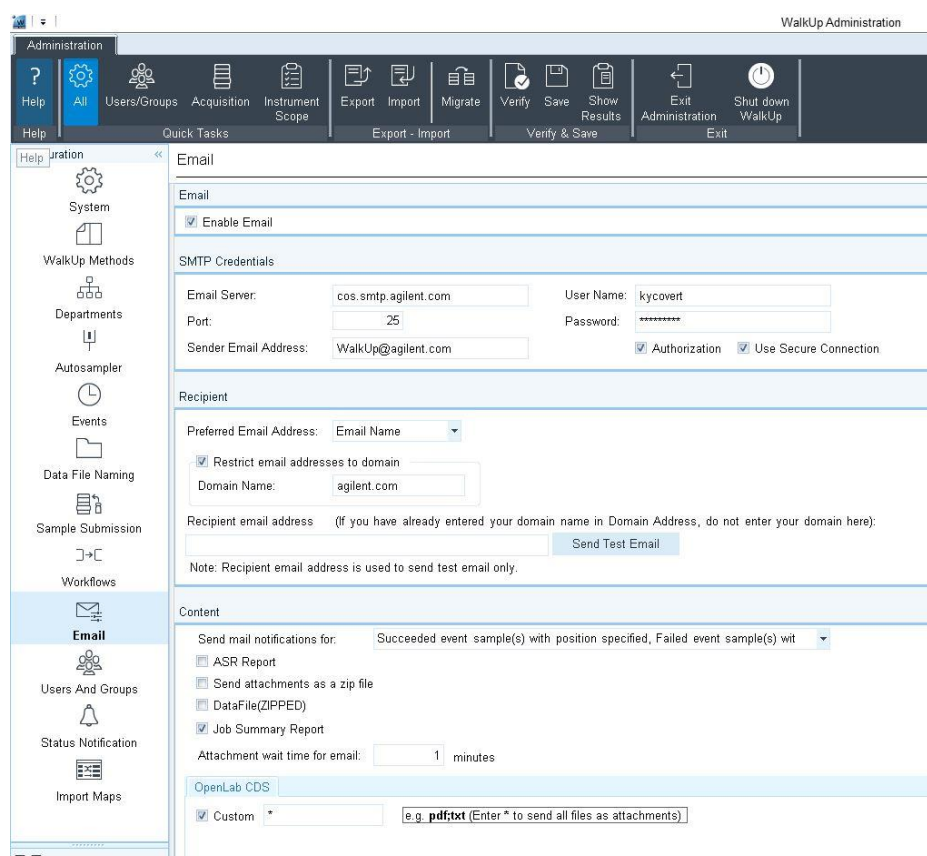 WalkUp Administration
Administration
?
Help All Users/Groups Acquisition Instrument Scope Export Import Migrate Verify Save Show Results Exit Administration Shut down WalkUp
Help Quick Tasks Export - Import Verify & Save Exit
Help uration «
System
WalkUp Methods
Departments
Autosampler
Events
Data File Naming
Sample Submission
Workflows
Email
Users And Groups
Status Notification
Import Maps
Email
Email
Enable Email
SMTP Credentials
Email Server: cos.smtp.agilent.com User Name: kycovert
Port: 25 Password: *********
Sender Email Address: WalkUp@agilent.com Authorization Use Secure Connection
Recipient
Preferred Email Address: Email Name
Restrict email addresses to domain
Domain Name: agilent.com
Recipient email address (If you have already entered your domain name in Domain Address, do not enter your domain here):
Send Test Email
Note: Recipient email address is used to send test email only.
Content
Send mail notifications for: Succeeded event sample(s) with position specified, Failed event sample(s) wit
ASR Report
Send attachments as a zip file
DataFile(ZIPPED)
Job Summary Report
Attachment wait time for email: 1 minutes
OpenLab CDS
Custom * e.g. pdf;txt (Enter * to send all files as attachments)